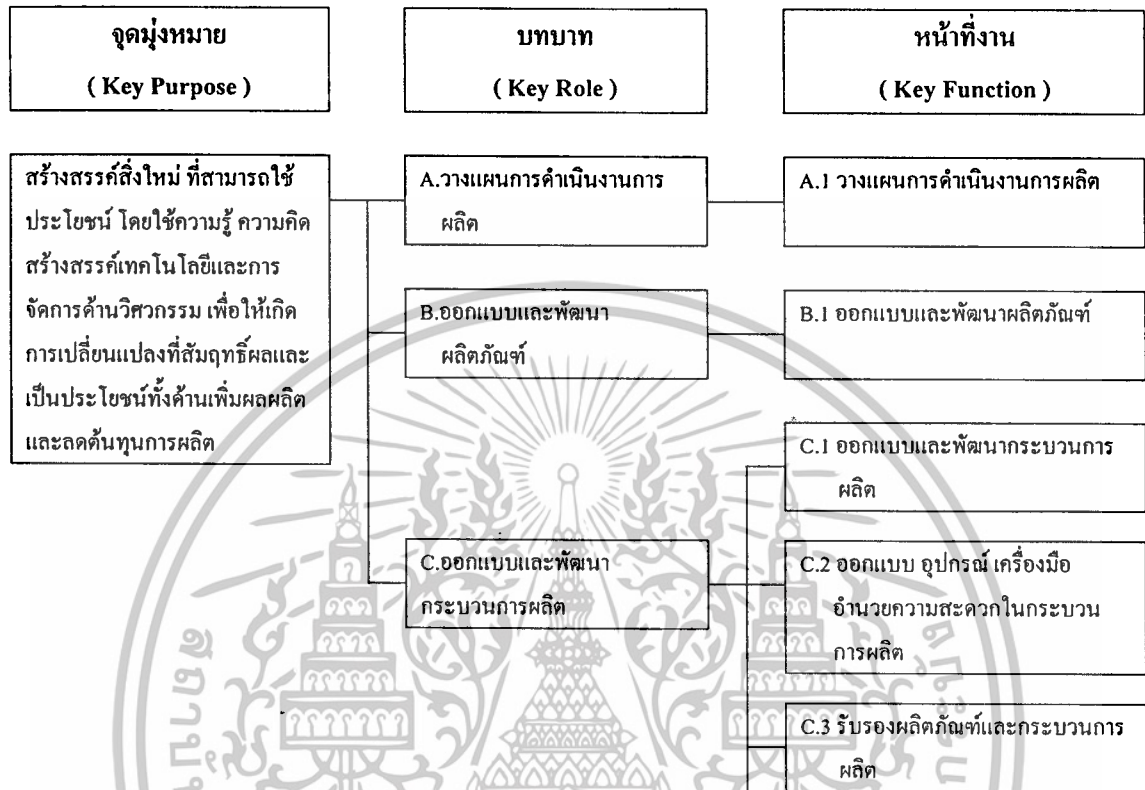 จุดมุ่งหมาย
( Key Purpose )
บทบาท
( Key Role )
หน้าที่งาน
( Key Function )
สร้างสรรค์สิ่งใหม่ ที่สามารถใช้
ประโยชน์ โดยใช้ความรู้ ความคิด
สร้างสรรค์เทคโนโลยีและการ
จัดการด้านวิศวกรรม เพื่อให้เกิด
การเปลี่ยนแปลงที่สัมฤทธิ์ผลและ
เป็นประโยชน์ทั้งด้านเพิ่มผลผลิต
และลดต้นทุนการผลิต
A.วางแผนการดำเนินงานการ
ผลิต
B.ออกแบบและพัฒนา
ผลิตภัณฑ์
C.ออกแบบและพัฒนา
กระบวนการผลิต
A.1 วางแผนการดำเนินงานการผลิต
B.1 ออกแบบและพัฒนาผลิตภัณฑ์
C.1 ออกแบบและพัฒนากระบวนการ
ผลิต
C.2 ออกแบบ อุปกรณ์ เครื่องมือ
อำนวยความสะดวกในกระบวน
การผลิต
C.3 รับรองผลิตภัณฑ์และกระบวนการ
ผลิต